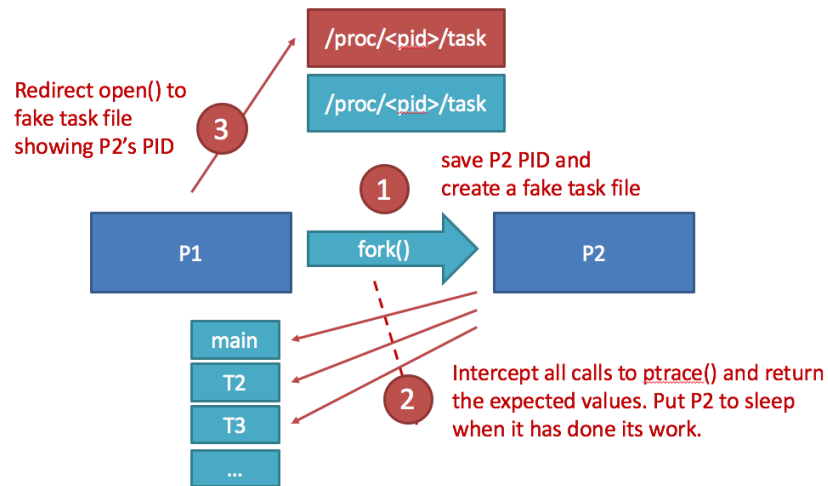 /proc/<pid>/task
/proc/<pid>/task
Redirect open() to
fake task file
showing P2’s PID
3
save P2 PID and
create a fake task file
1
P1
fork()
P2
main
T2
T3
...
2
Intercept all calls to ptrace() and return
the expected values. Put P2 to sleep
when it has done its work.